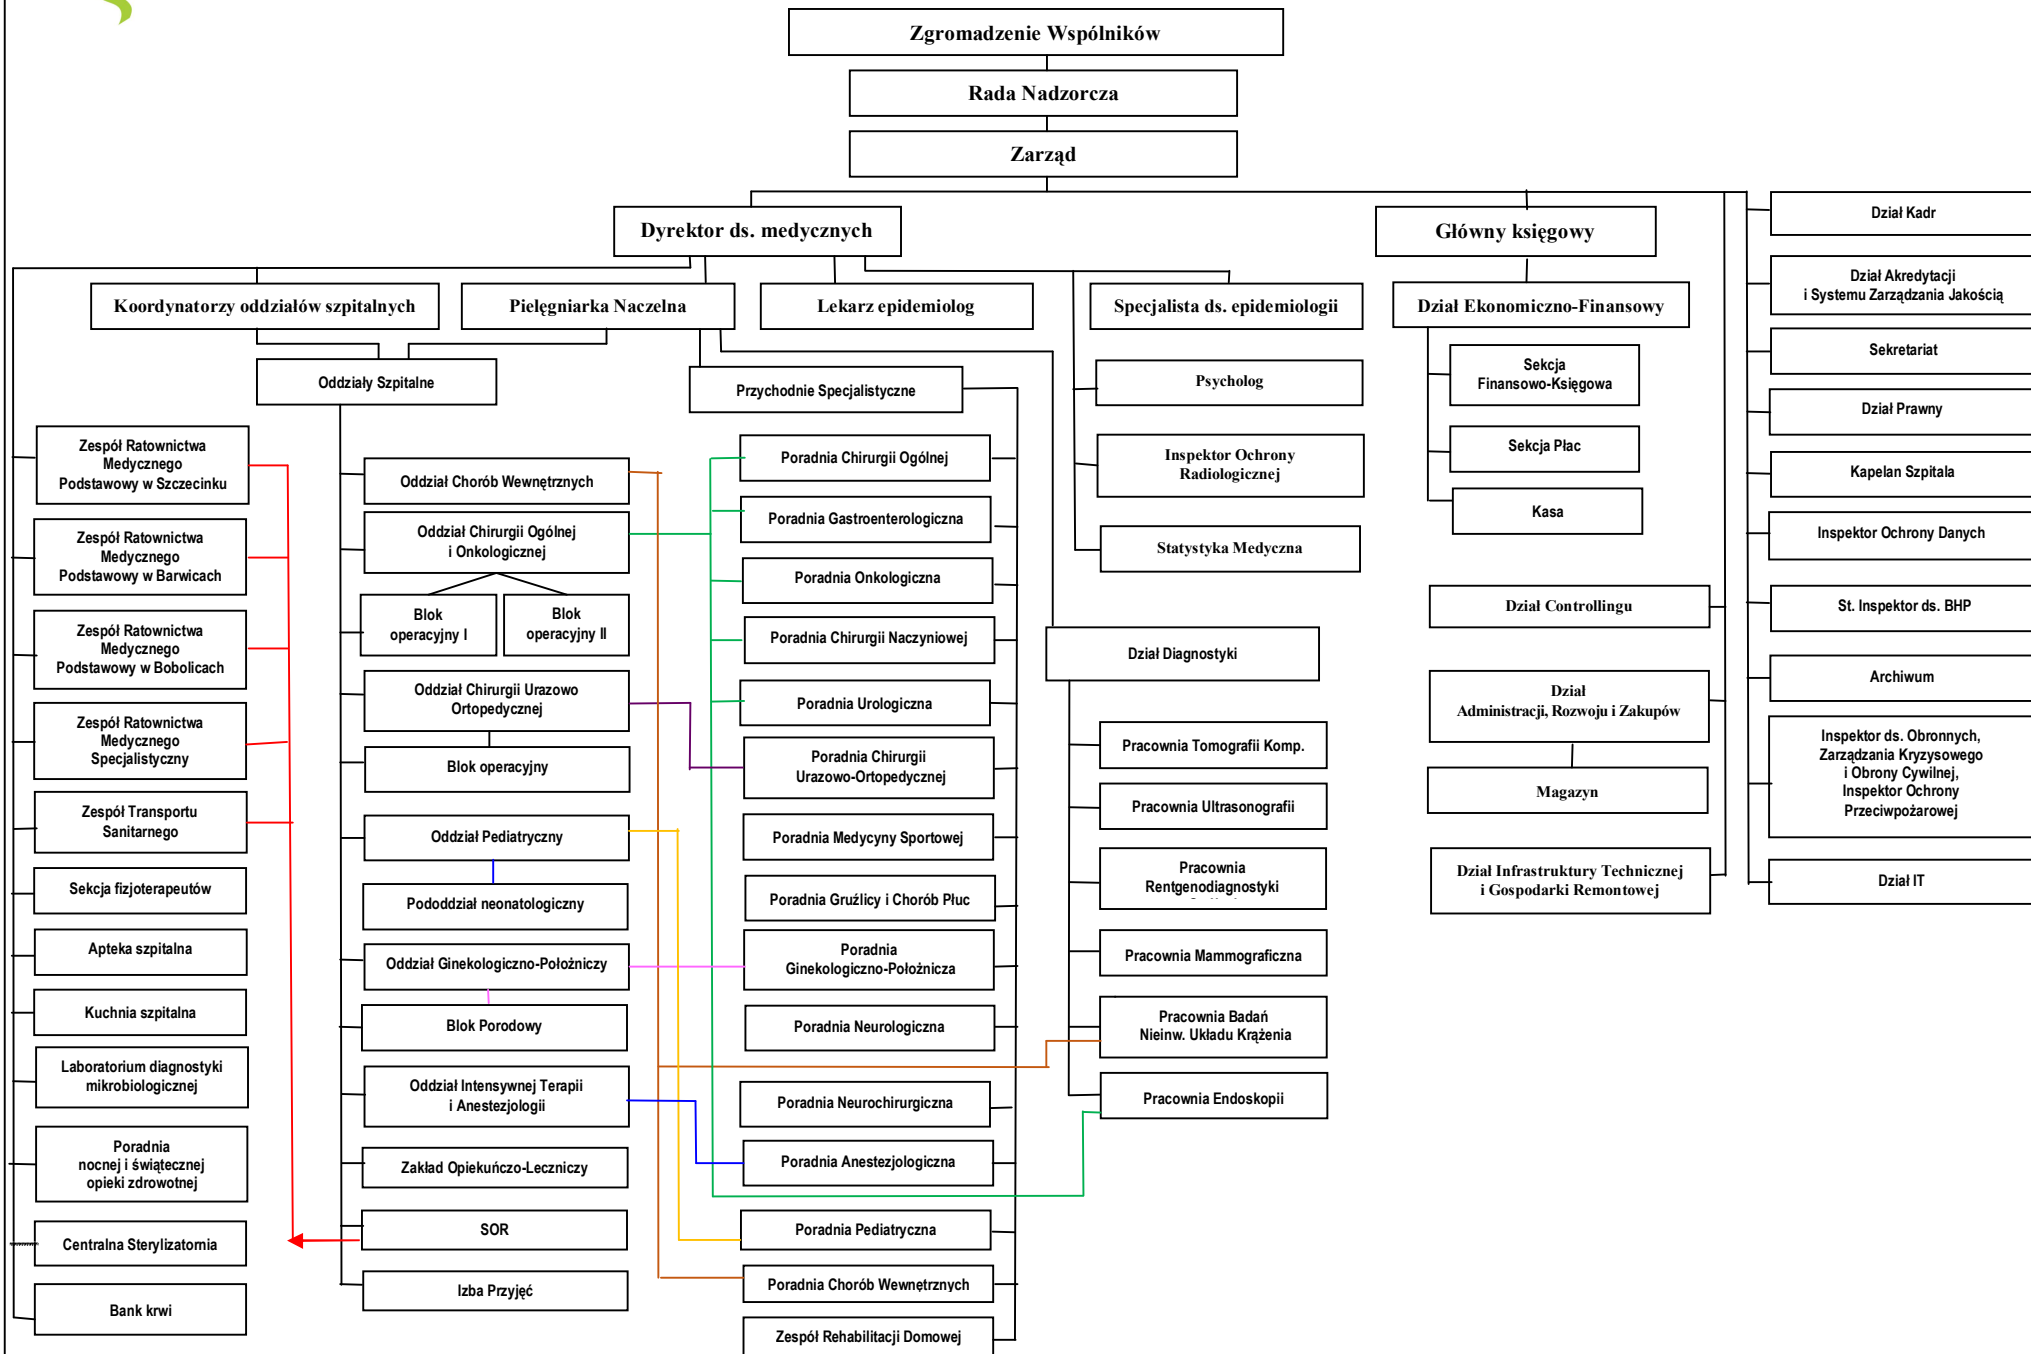 Zgromadzenie Wspólników
Rada Nadzorcza
Zarząd
Dyrektor ds. medycznych
Główny księgowy
Koordynatorzy oddziałów szpitalnych
Pielęgniarka Naczelna
Lekarz epidemiolog
Specjalista ds. epidemiologii
Dział Ekonomiczno-Finansowy
Oddziały Szpitalne
Przychodnie Specjalistyczne
Zespół Ratownictwa
Medycznego
Podstawowy w Szczecinku
Zespół Ratownictwa
Medycznego
Podstawowy w Barwicach
Zespół Ratownictwa
Medycznego
Podstawowy w Bobolicach
Zespół Ratownictwa
Medycznego
Specjalistyczny
Zespół Transportu
Sanitarnego
Sekcja fizjoterapeutów
Apteka szpitalna
Kuchnia szpitalna
Laboratorium diagnostyki
mikrobiologicznej
Poradnia
nocnej i świątecznej
opieki zdrowotnej
Centralna Sterylizatornia
Bank krwi
Oddział Chorób Wewnętrznych
Oddział Chirurgii Ogólnej
i Onkologicznej
Blok
operacyjny I
Blok
operacyjny II
Oddział Chirurgii Urazowo
Ortopedycznej
Blok operacyjny
Oddział Pediatryczny
Pododdział neonatologiczny
Oddział Ginekologiczno-Położniczy
Blok Porodowy
Oddział Intensywnej Terapii
i Anestezjologii
Zakład Opiekuńczo-Leczniczy
SOR
Izba Przyjęć
Poradnia Chirurgii Ogólnej
Poradnia Gastroenterologiczna
Poradnia Onkologiczna
Poradnia Chirurgii Naczyniowej
Poradnia Urologiczna
Poradnia Chirurgii
Urazowo-Ortopedycznej
Poradnia Medycyny Sportowej
Poradnia Gruźlicy i Chorób Płuc
Poradnia
Ginekologiczno-Położnicza
Poradnia Neurologiczna
Poradnia Neurochirurgiczna
Poradnia Anestezjologiczna
Poradnia Pediatryczna
Poradnia Chorób Wewnętrznych
Zespół Rehabilitacji Domowej
Psycholog
Inspektor Ochrony
Radiologicznej
Statystyka Medyczna
Dział Diagnostyki
Pracownia Tomografii Komp.
Pracownia Ultrasonografii
Pracownia
Rentgenodiagnostyki
Pracownia Mammograficzna
Pracownia Badań
Nieinw. Układu Krążenia
Pracownia Endoskopii
Sekcja
Finansowo-Księgowa
Sekcja Płac
Kasa
Dział Controllingu
Dział
Administracji, Rozwoju i Zakupów
Magazyn
Dział Infrastruktury Technicznej
i Gospodarki Remontowej
Dział Kadr
Dział Akredytacji
i Systemu Zarządzania Jakością
Sekretariat
Dział Prawny
Kapelan Szpitala
Inspektor Ochrony Danych
St. Inspektor ds. BHP
Archiwum
Inspektor ds. Obronnych,
Zarządzania Kryzysowego
i Obrony Cywilnej,
Inspektor Ochrony
Przeciwpożarowej
Dział IT